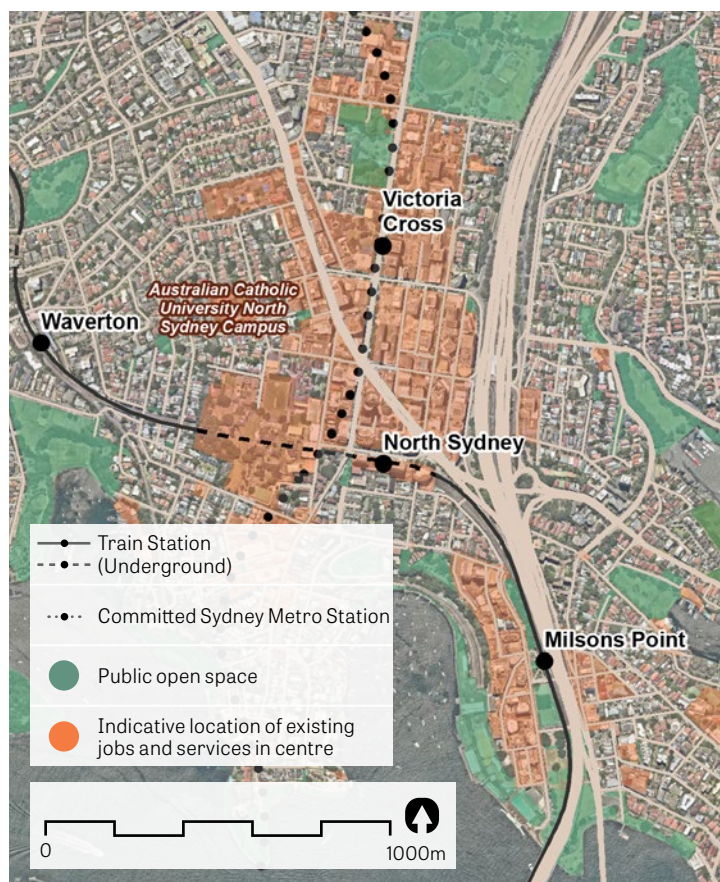 Victoria
Cross
Australian Catholic
University North
Sydney Campus
Waverton
North Sydney
Train Station
(Underground)
Committed Sydney Metro Station
Milsons Point
Public open space
Indicative location of existing
jobs and services in centre
0
1000m